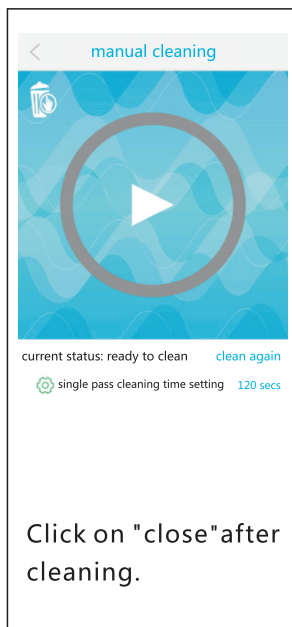 manual cleaning
current status: ready to clean clean again
single pass cleaning time setting 120 secs
Click on "close"after
cleaning.